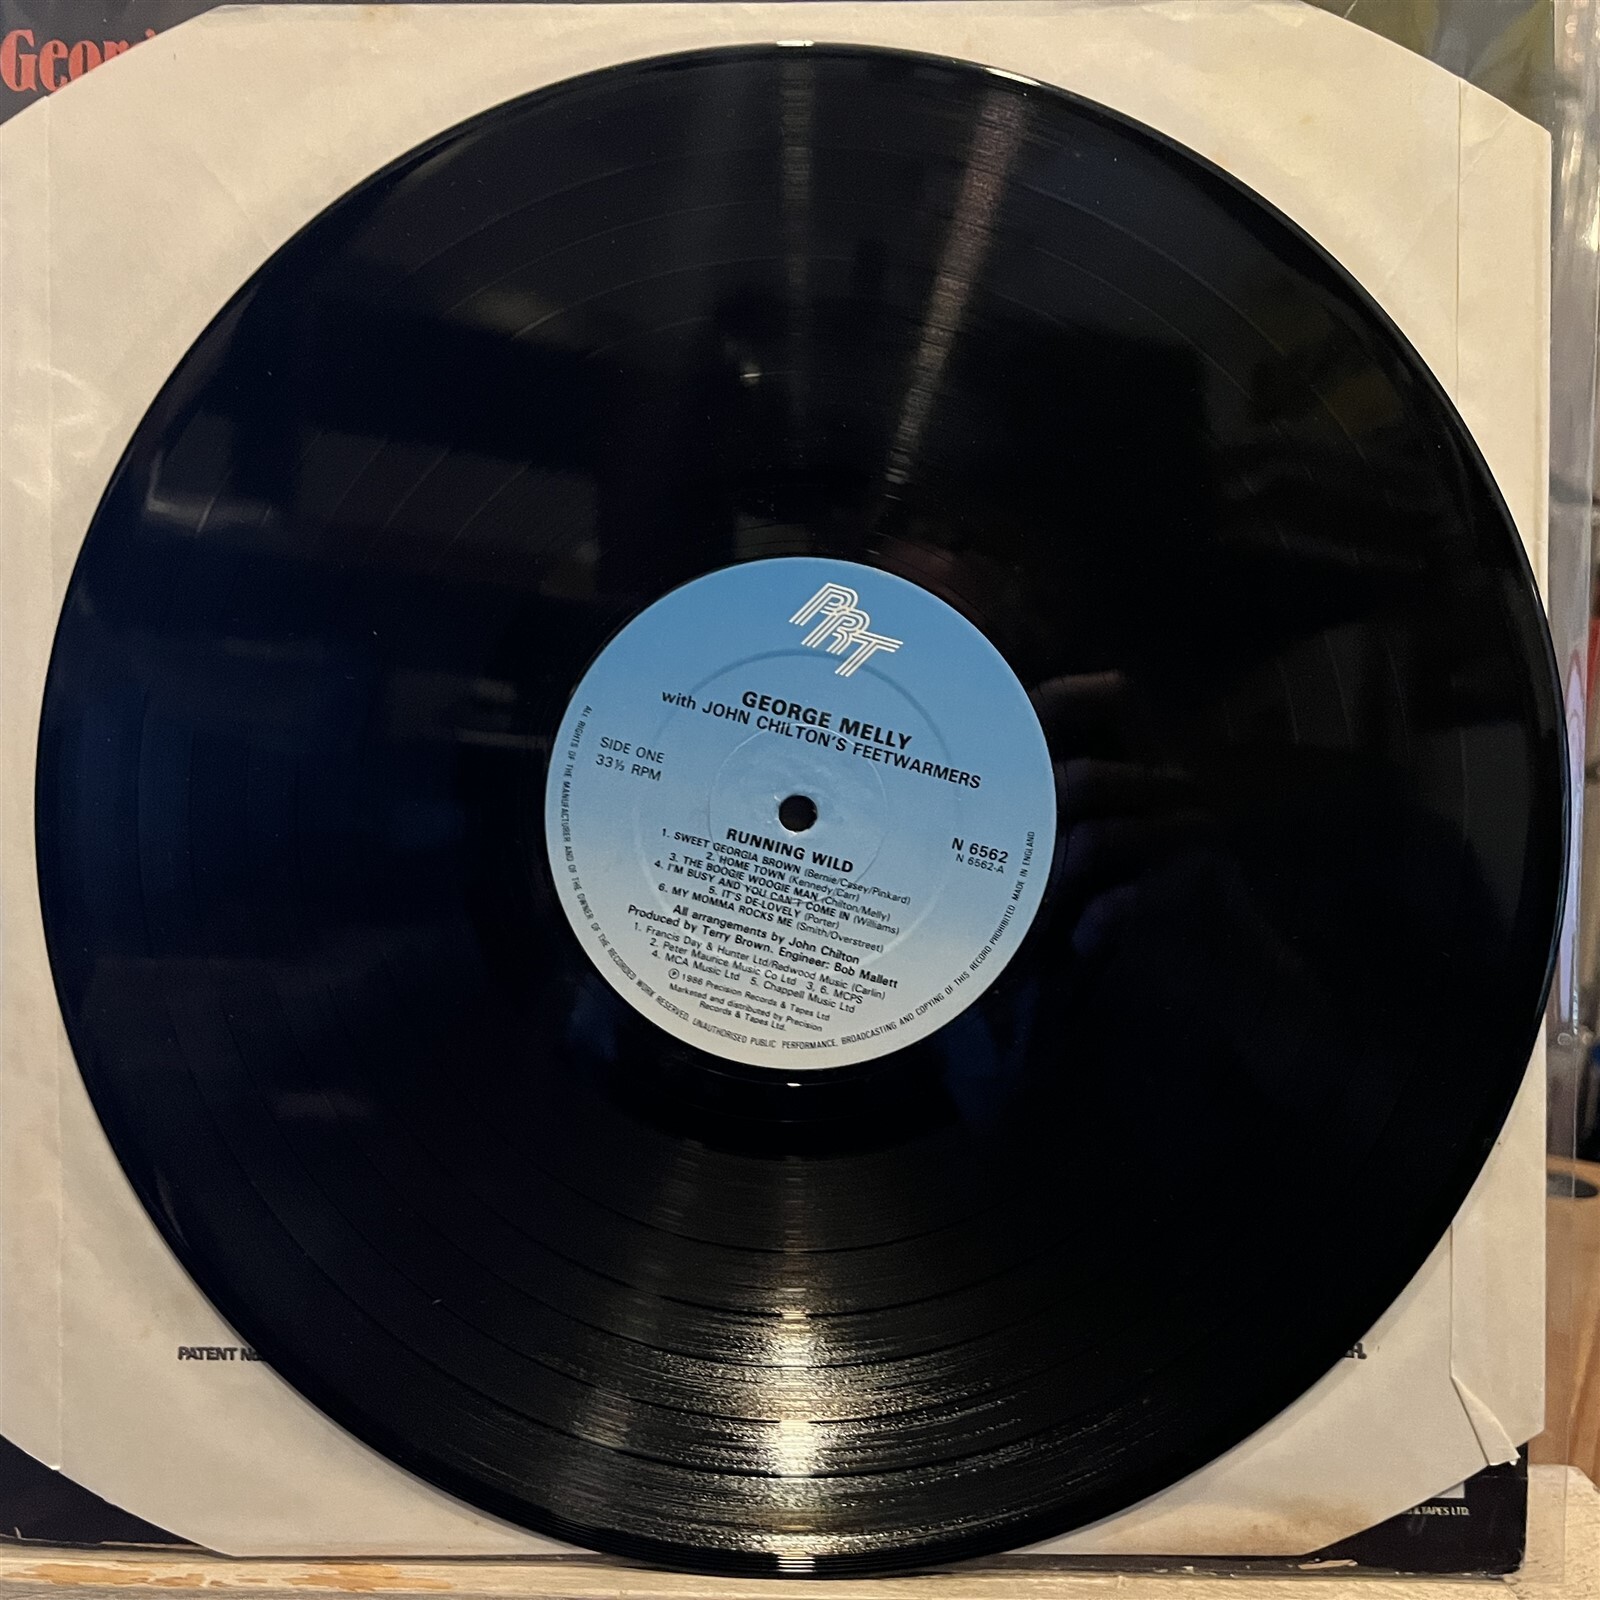 Geor
PRT
GEORGE MELLY
with JOHN CHILTON'S FEETWARMERS
SIDE ONE
33⅓ RPM
N 6562
N 6562-A
RUNNING WILD
1. SWEET GEORGIA BROWN (Bernie/Casey/Pinkard)
2. HOME TOWN (Kennedy/Carr)
3. THE BOOGIE WOOGIE MAN (Chilton/Melly)
4. I'M BUSY AND YOU CAN'T COME IN (Williams)
5. IT'S DE-LOVELY (Porter)
6. MY MOMMA ROCKS ME (Smith/Overstreet)
All arrangements by John Chilton
Produced by Terry Brown. Engineer: Bob Mallett
1. Francis Day & Hunter Ltd/Redwood Music (Carlin)
2. Peter Maurice Music Co Ltd 3, 6. MCPS
4. MCA Music Ltd 5. Chappell Music Ltd
℗ 1986 Precision Records & Tapes Ltd
Marketed and distributed by Precision
Records & Tapes Ltd.
ALL RIGHTS OF THE MANUFACTURER AND OF THE OWNER OF THE RECORDED WORK RESERVED. UNAUTHORISED PUBLIC PERFORMANCE, BROADCASTING AND COPYING OF THIS RECORD PROHIBITED. MADE IN ENGLAND
PATENT No
& TAPES LTD.